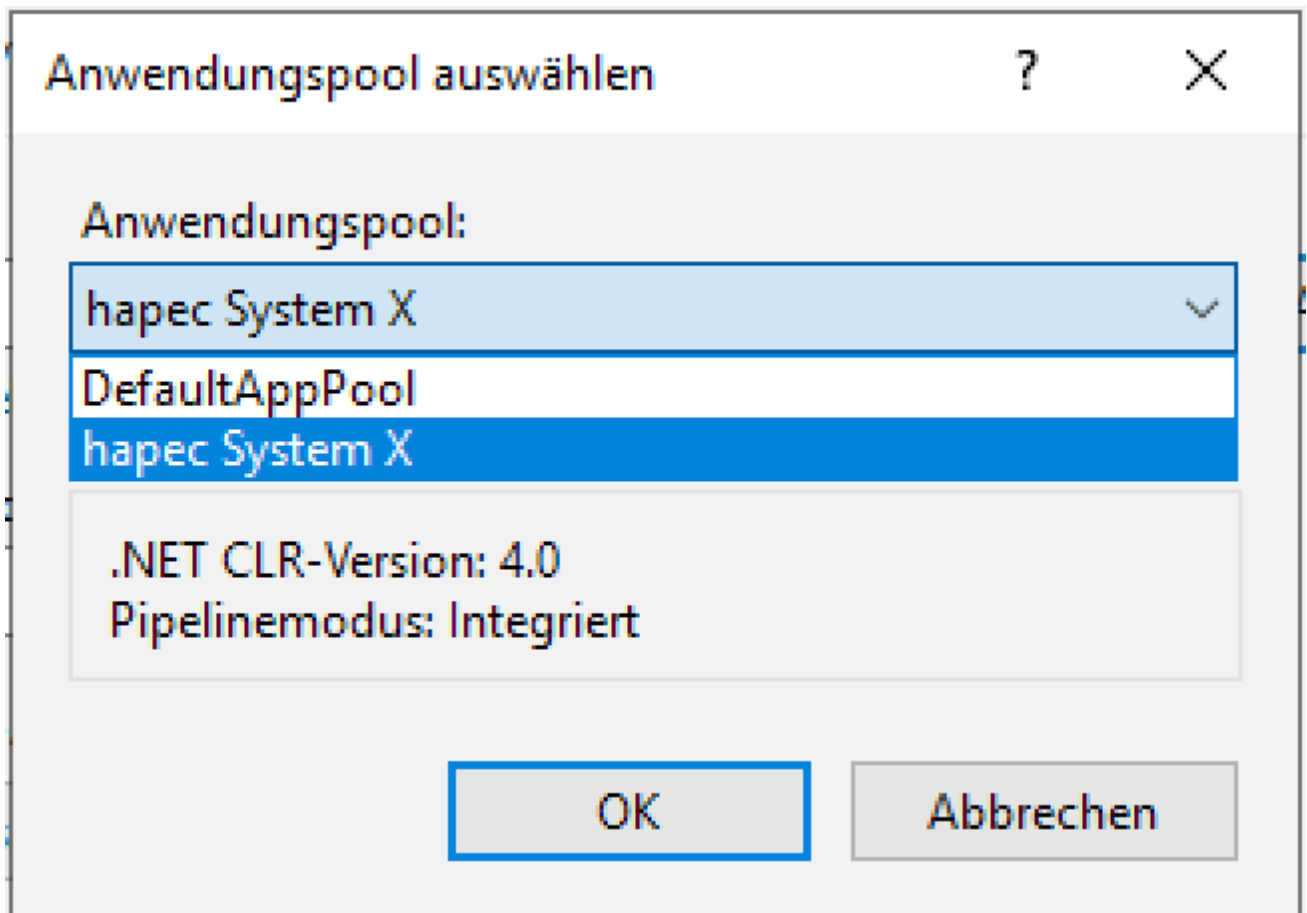 Anwendungspool auswählen ?
Anwendungspool:
hapec System X
DefaultAppPool
hapec System X
.NET CLR-Version: 4.0
Pipelinemodus: Integriert
OK Abbrechen